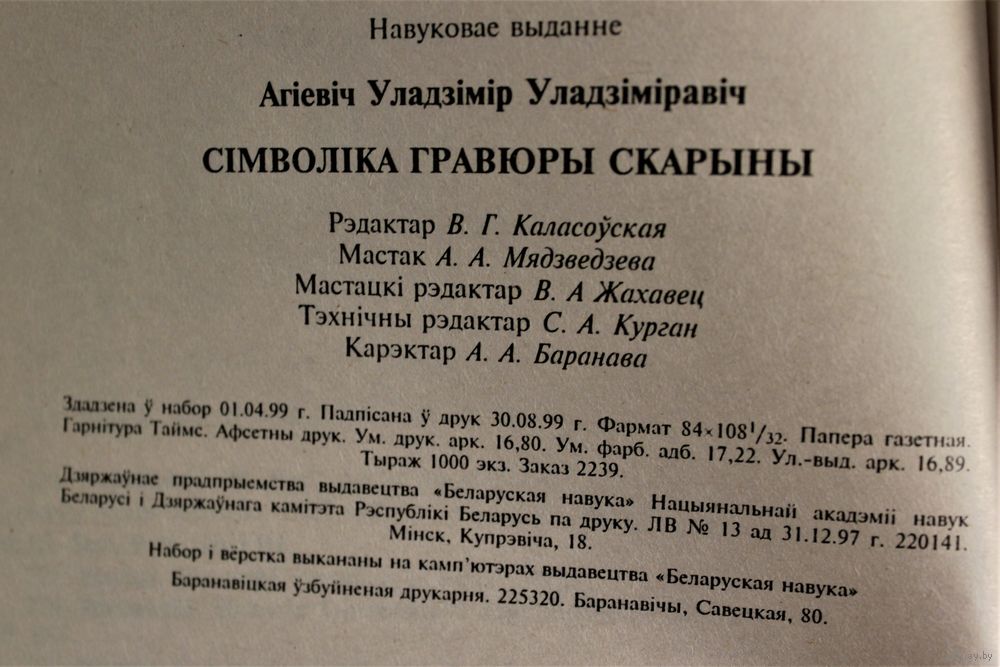 Навуковае выданне
Агіевіч Уладзімір Уладзіміравіч
СІМВОЛІКА ГРАВЮРЫ СКАРЫНЫ
Рэдактар В. Г. Каласоўская
Мастак А. А. Мядзведзева
Мастацкі рэдактар В. А Жахавец
Тэхнічны рэдактар С. А. Курган
Карэктар А. А. Баранава
Здадзена ў набор 01.04.99 г. Падпісана ў друк 30.08.99 г. Фармат 84×108¹/₃₂. Папера газетная.
Гарнітура Таймс. Афсетны друк. Ум. друк. арк. 16,80. Ум. фарб. адб. 17,22. Ул.-выд. арк. 16,89.
Тыраж 1000 экз. Заказ 2239.
Дзяржаўнае прадпрыемства выдавецтва «Беларуская навука» Нацыянальнай акадэміі навук
Беларусі і Дзяржаўнага камітэта Рэспублікі Беларусь па друку. ЛВ № 13 ад 31.12.97 г. 220141.
Мінск, Купрэвіча, 18.
Набор і вёрстка выкананы на камп'ютэрах выдавецтва «Беларуская навука»
Баранавіцкая ўзбуйненая друкарня. 225320. Баранавічы, Савецкая, 80.